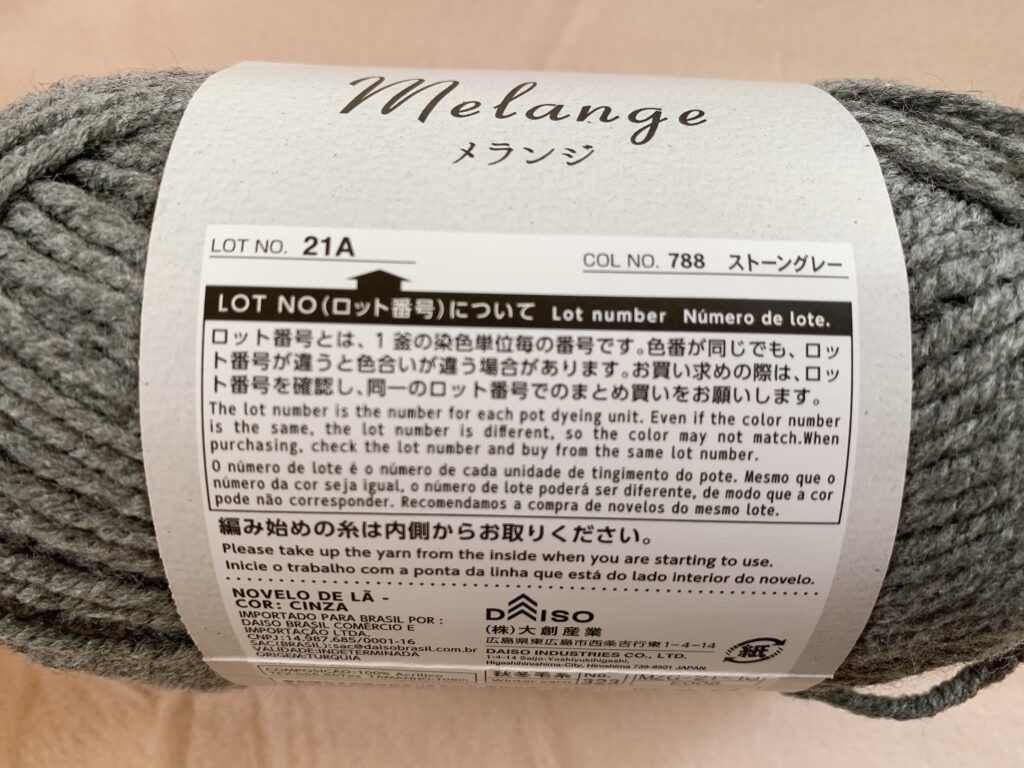 Melange
メランジ
LOT NO. 21A
COL NO. 788 ストーングレー
LOT NO(ロット番号)について Lot number Número de lote.
ロット番号とは、1釜の染色単位毎の番号です。色番が同じでも、ロッ
ト番号が違うと色合いが違う場合があります。お買い求めの際は、ロッ
ト番号を確認し、同一のロット番号でのまとめ買いをお願いします。
The lot number is the number for each pot dyeing unit. Even if the color number
is the same, the lot number is different, so the color may not match.When
purchasing, check the lot number and buy from the same lot number.
O número de lote é o número de cada unidade de tingimento do pote. Mesmo que o
número da cor seja igual, o número de lote poderá ser diferente, de modo que a cor
pode não corresponder. Recomendamos a compra de novelos do mesmo lote.
編み始めの糸は内側からお取りください。
Please take up the yarn from the inside when you are starting to use.
Inicie o trabalho com a ponta da linha que está do lado interior do novelo.
NOVELO DE LÃ -
COR: CINZA
IMPORTADO PARA BRASIL POR :
DAISO BRASIL COMÉRCIO E
IMPORTAÇÃO LTDA.
CNPJ:14.987.685/0001-16
SAC(BRASIL):sac@daisobrasil.com.br
VALIDADE:INDETERMINADA
ORIGEM:TURQUIA
DAISO
(株)大創産業
広島県東広島市西条吉行東1-4-14
DAISO INDUSTRIES CO., LTD.
1-4-14 Saijo-Yoshiyukihigashi,
Higashihiroshima-City, Hiroshima 739-8501 JAPAN
紙
COMPOSIÇÃO:100% Acrílico
秋冬毛糸 No.
Winter yarn 323